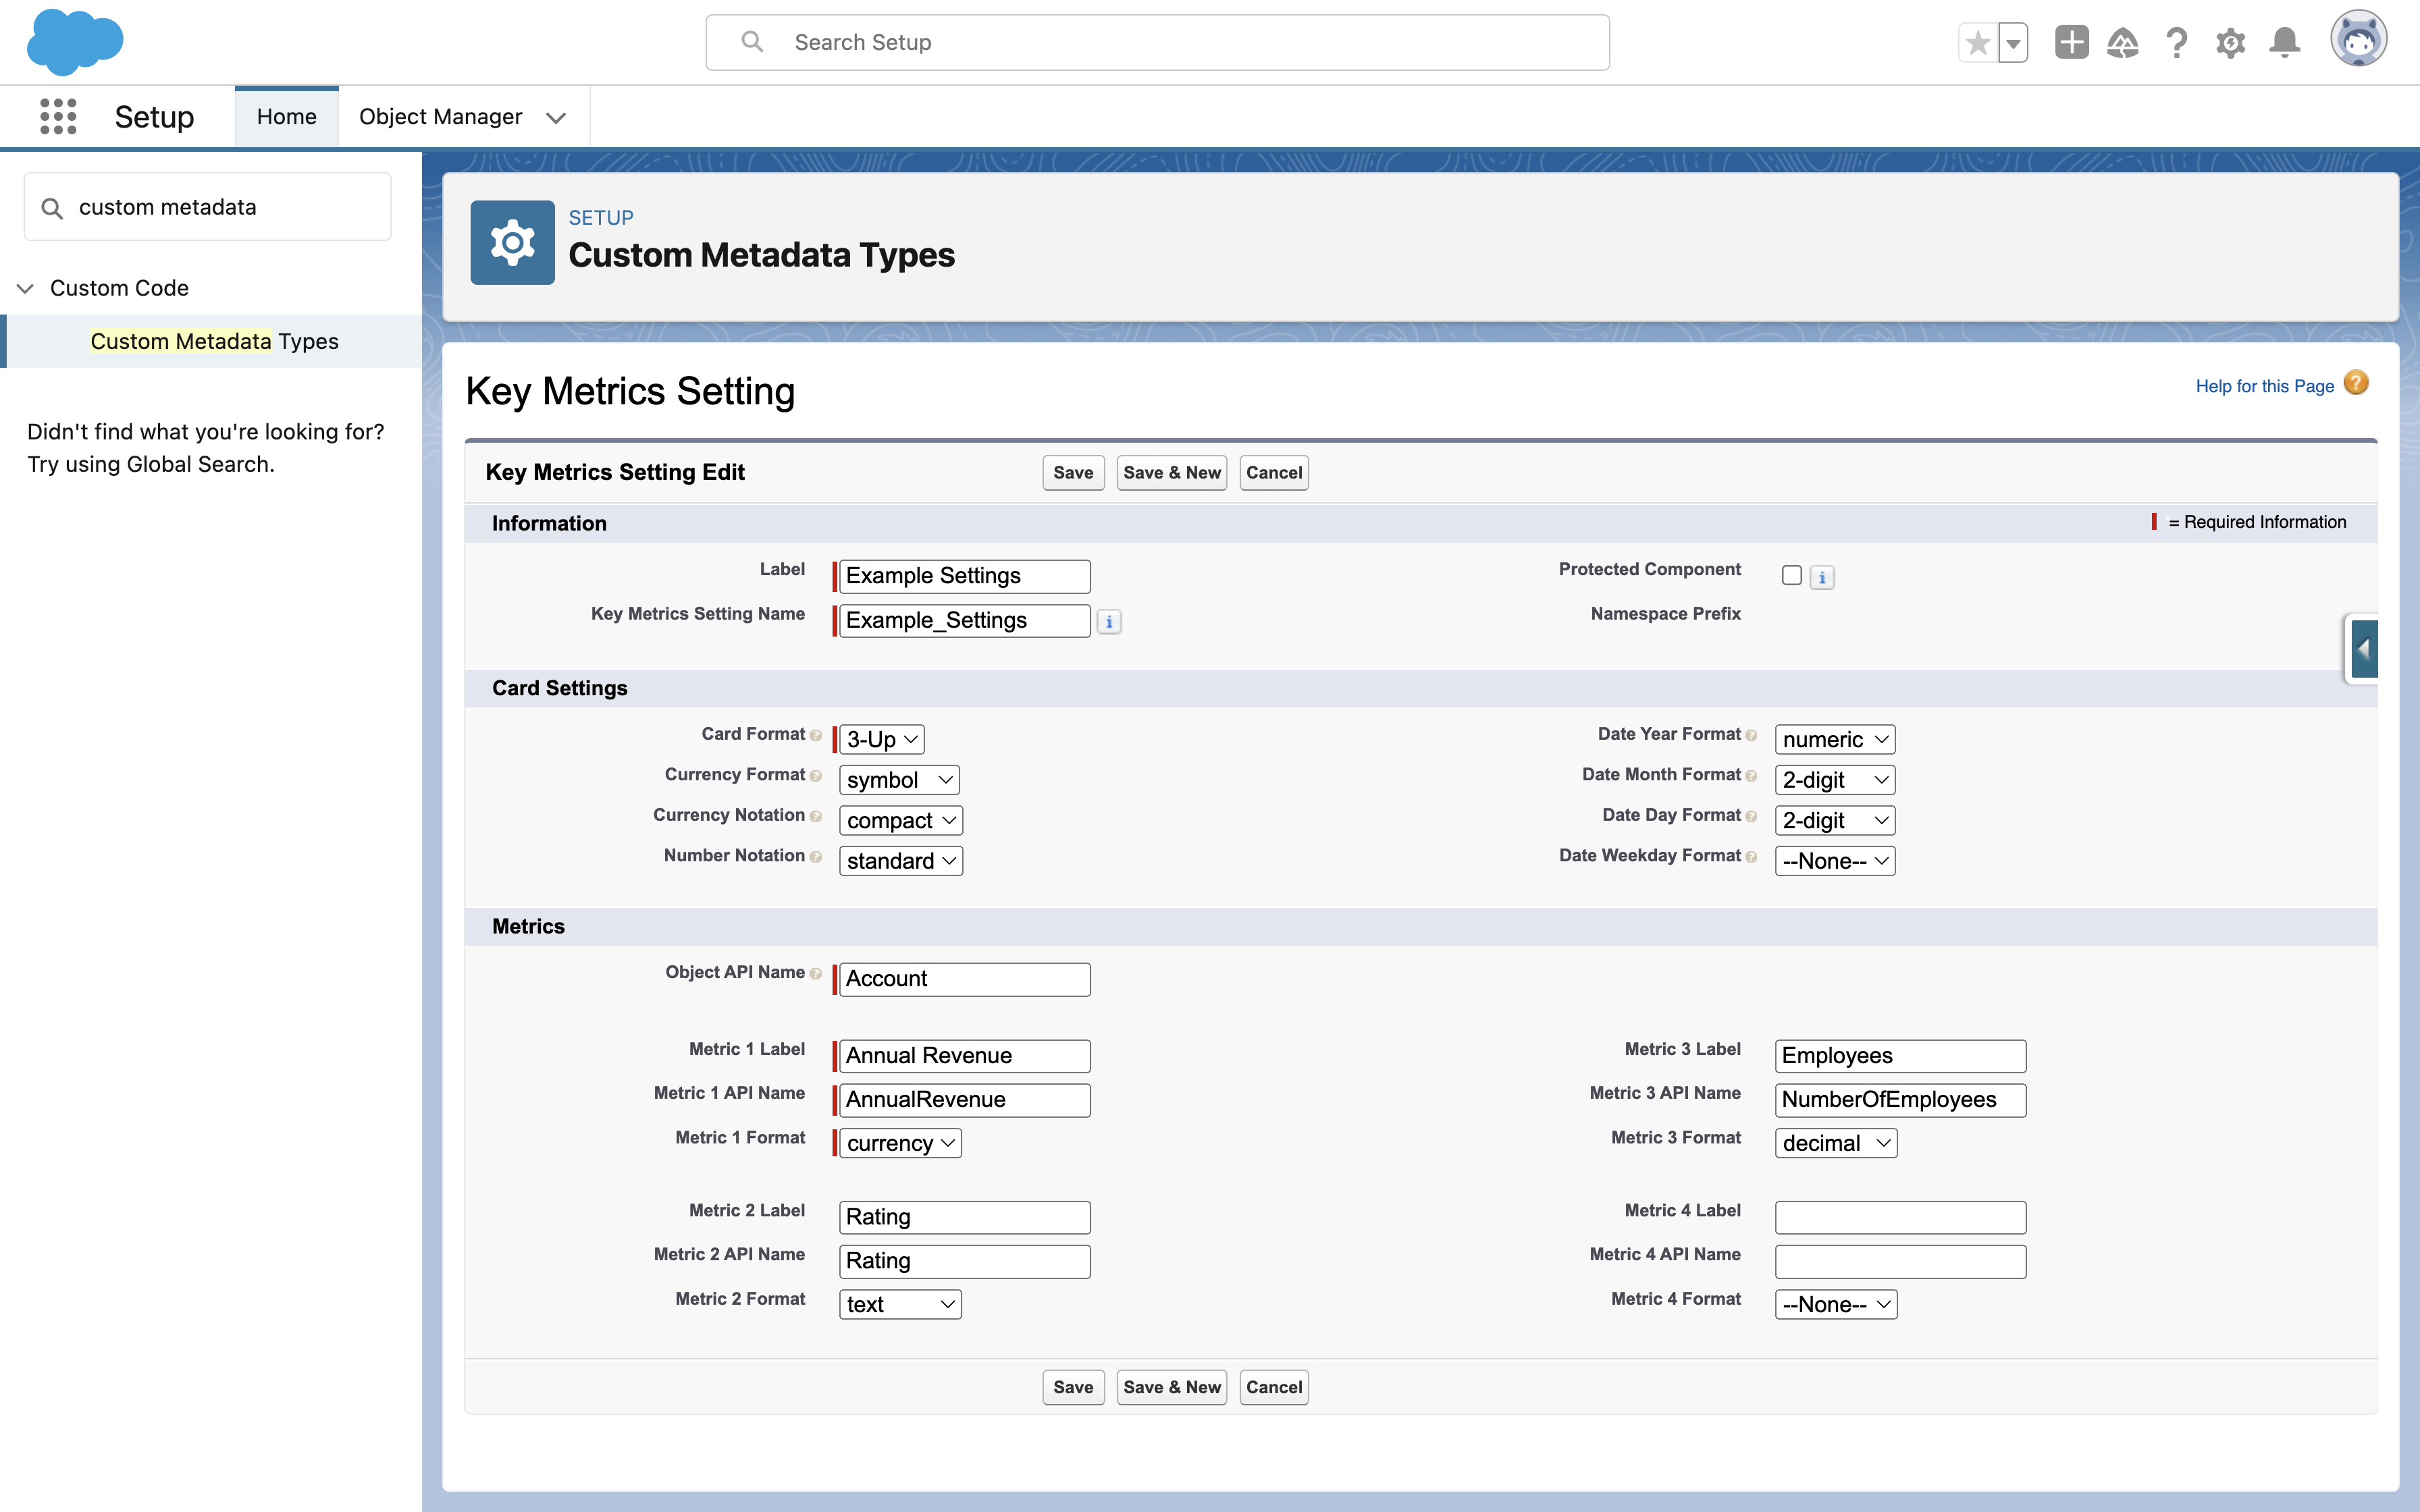 Search Setup
Setup
Home
Object Manager
custom metadata
Custom Code
Custom Metadata Types
Didn't find what you're looking for?
Try using Global Search.
SETUP
Custom Metadata Types
Key Metrics Setting
Help for this Page
?
Key Metrics Setting Edit
Save
Save & New
Cancel
Information
= Required Information
Label
Example Settings
Protected Component
i
Key Metrics Setting Name
Example_Settings
i
Namespace Prefix
Card Settings
Card Format ?
3-Up
Date Year Format ?
numeric
Currency Format ?
symbol
Date Month Format ?
2-digit
Currency Notation ?
compact
Date Day Format ?
2-digit
Number Notation ?
standard
Date Weekday Format ?
--None--
Metrics
Object API Name ?
Account
Metric 1 Label
Annual Revenue
Metric 3 Label
Employees
Metric 1 API Name
AnnualRevenue
Metric 3 API Name
NumberOfEmployees
Metric 1 Format
currency
Metric 3 Format
decimal
Metric 2 Label
Rating
Metric 4 Label
Metric 2 API Name
Rating
Metric 4 API Name
Metric 2 Format
text
Metric 4 Format
--None--
Save
Save & New
Cancel